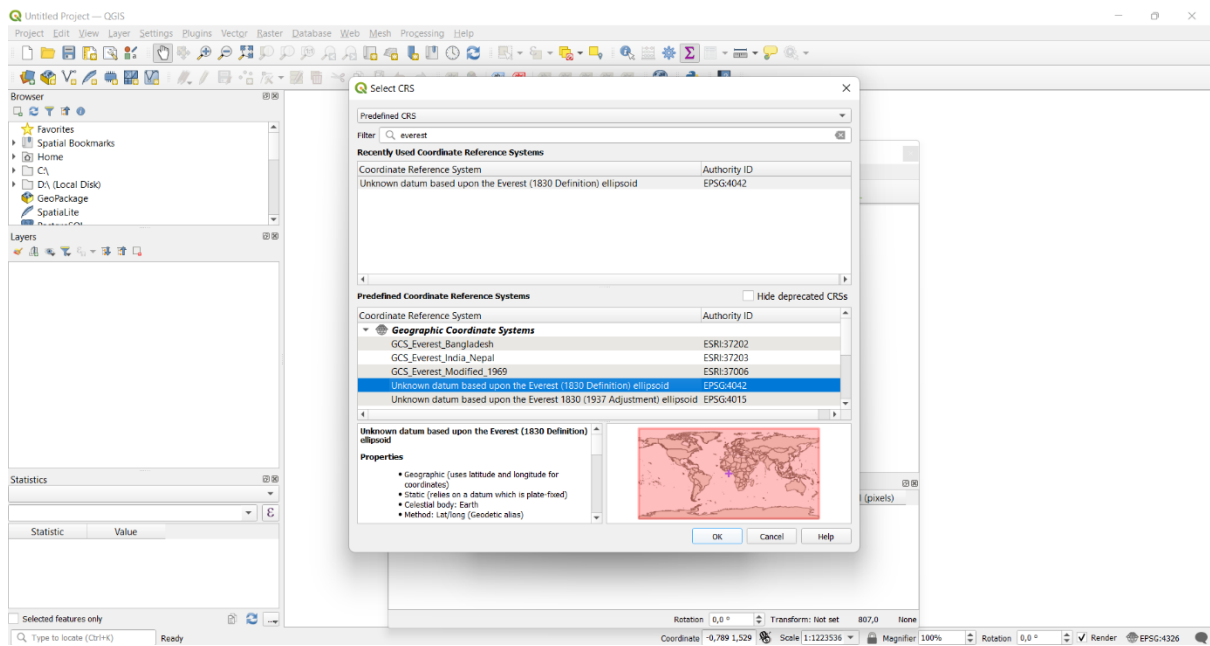 Untitled Project — QGIS
Project Edit View Layer Settings Plugins Vector Raster Database Web Mesh Processing Help
Browser
Favorites
Spatial Bookmarks
Home
C:\
D:\ (Local Disk)
GeoPackage
SpatiaLite
Layers
Statistics
Statistic Value
Selected features only
Select CRS
Predefined CRS
Filter everest
Recently Used Coordinate Reference Systems
Coordinate Reference System Authority ID
Unknown datum based upon the Everest (1830 Definition) ellipsoid EPSG:4042
Predefined Coordinate Reference Systems Hide deprecated CRSs
Coordinate Reference System Authority ID
Geographic Coordinate Systems
GCS_Everest_Bangladesh ESRI:37202
GCS_Everest_India_Nepal ESRI:37203
GCS_Everest_Modified_1969 ESRI:37006
Unknown datum based upon the Everest (1830 Definition) ellipsoid EPSG:4042
Unknown datum based upon the Everest 1830 (1937 Adjustment) ellipsoid EPSG:4015
Unknown datum based upon the Everest (1830 Definition)
ellipsoid
Properties
• Geographic (uses latitude and longitude for
coordinates)
• Static (relies on a datum which is plate-fixed)
• Celestial body: Earth
• Method: Lat/long (Geodetic alias)
OK Cancel Help
(pixels)
Rotation 0,0 ° Transform: Not set 807,0 None
Type to locate (Ctrl+K) Ready Coordinate -0,789 1,529 Scale 1:1223536 Magnifier 100% Rotation 0,0 ° Render EPSG:4326